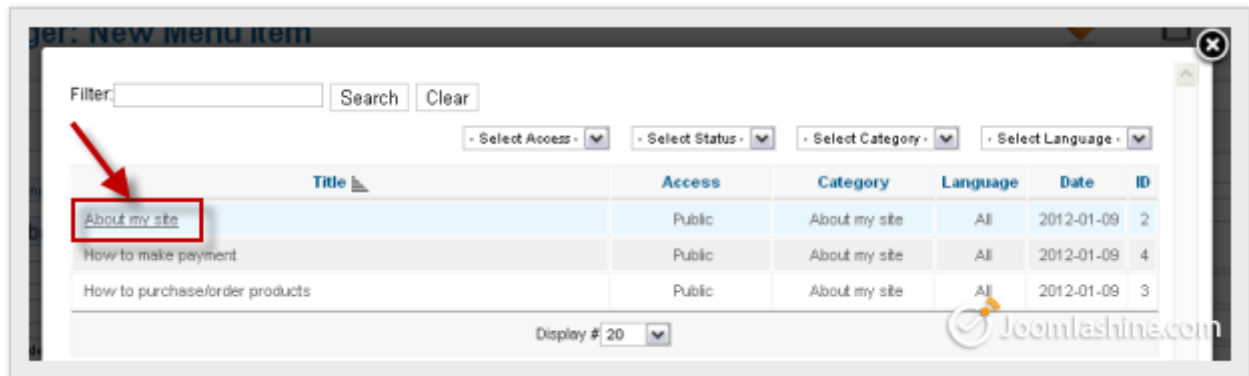 ger: New Menu Item
Filter: Search Clear
- Select Access - - Select Status - - Select Category - - Select Language -
Title Access Category Language Date ID
About my site Public About my site All 2012-01-09 2
How to make payment Public About my site All 2012-01-09 4
How to purchase/order products Public About my site All 2012-01-09 3
Display # 20
Joomlashine.com